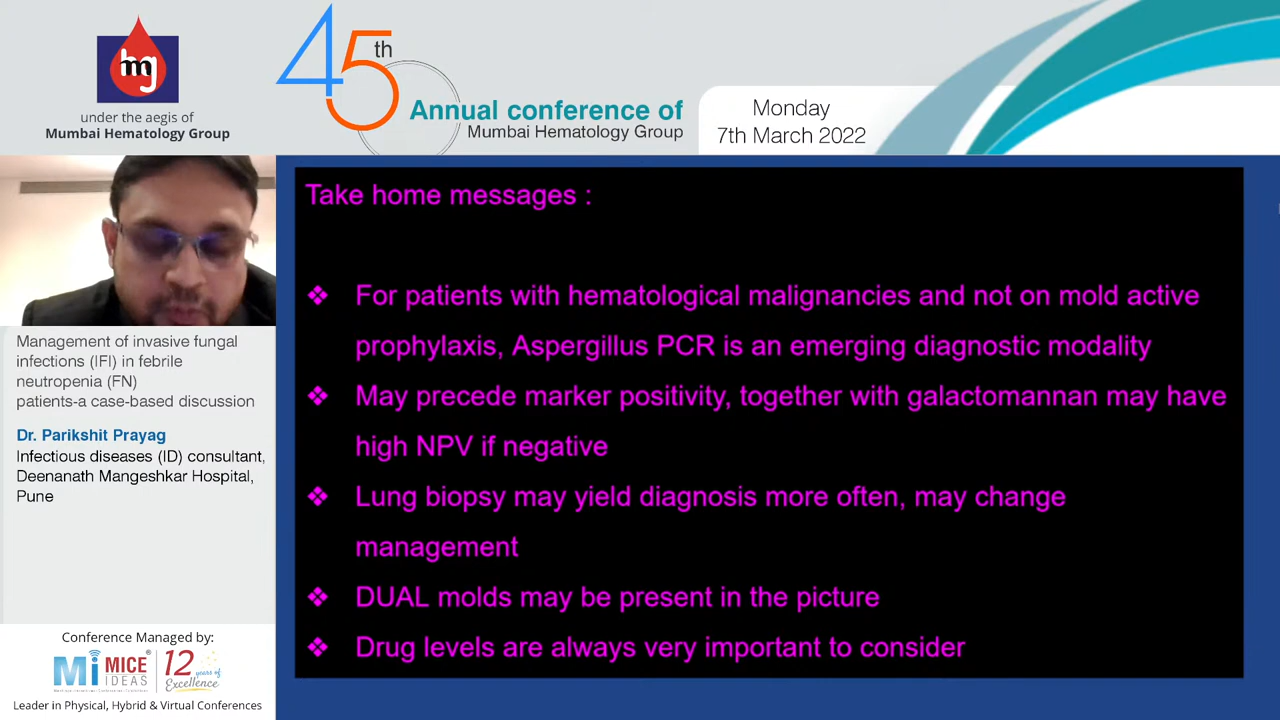 hmg
under the aegis of
Mumbai Hematology Group
45th
Annual conference of
Mumbai Hematology Group
Monday
7th March 2022
Management of invasive fungal
infections (IFI) in febrile
neutropenia (FN)
patients-a case-based discussion
Dr. Parikshit Prayag
Infectious diseases (ID) consultant,
Deenanath Mangeshkar Hospital,
Pune
Conference Managed by:
Mi MICE
IDEAS
12 years of
Excellence
Leader in Physical, Hybrid & Virtual Conferences
Take home messages :
❖ For patients with hematological malignancies and not on mold active
prophylaxis, Aspergillus PCR is an emerging diagnostic modality
❖ May precede marker positivity, together with galactomannan may have
high NPV if negative
❖ Lung biopsy may yield diagnosis more often, may change
management
❖ DUAL molds may be present in the picture
❖ Drug levels are always very important to consider